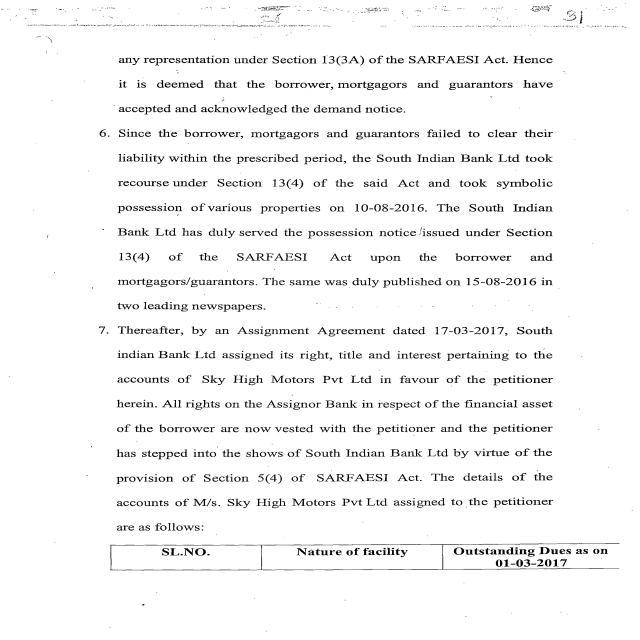 31
any representation under Section 13(3A) of the SARFAESI Act. Hence
it is deemed that the borrower, mortgagors and guarantors have
accepted and acknowledged the demand notice.
6. Since the borrower, mortgagors and guarantors failed to clear their
liability within the prescribed period, the South Indian Bank Ltd took
recourse under Section 13(4) of the said Act and took symbolic
possession of various properties on 10-08-2016. The South Indian
Bank Ltd has duly served the possession notice issued under Section
13(4) of the SARFAESI Act upon the borrower and
mortgagors/guarantors. The same was duly published on 15-08-2016 in
two leading newspapers.
7. Thereafter, by an Assignment Agreement dated 17-03-2017, South
indian Bank Ltd assigned its right, title and interest pertaining to the
accounts of Sky High Motors Pvt Ltd in favour of the petitioner
herein. All rights on the Assignor Bank in respect of the financial asset
of the borrower are now vested with the petitioner and the petitioner
has stepped into the shows of South Indian Bank Ltd by virtue of the
provision of Section 5(4) of SARFAESI Act. The details of the
accounts of M/s. Sky High Motors Pvt Ltd assigned to the petitioner
are as follows:
SL.NO. Nature of facility Outstanding Dues as on
01-03-2017